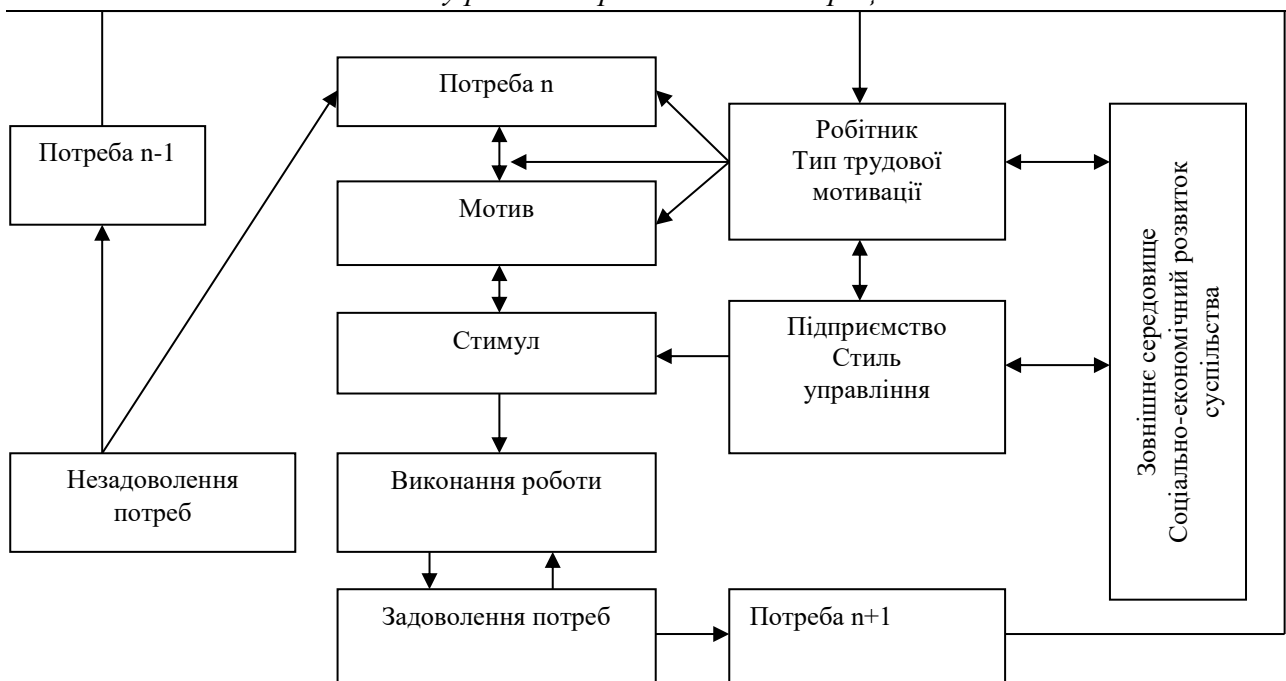 Потреба n
Потреба n-1
Робітник
Тип трудової
мотивації
Мотив
Зовнішнє середовище
Соціально-економічний розвиток
суспільства
Стимул
Підприємство
Стиль
управління
Незадоволення
потреб
Виконання роботи
Задоволення потреб
Потреба n+1